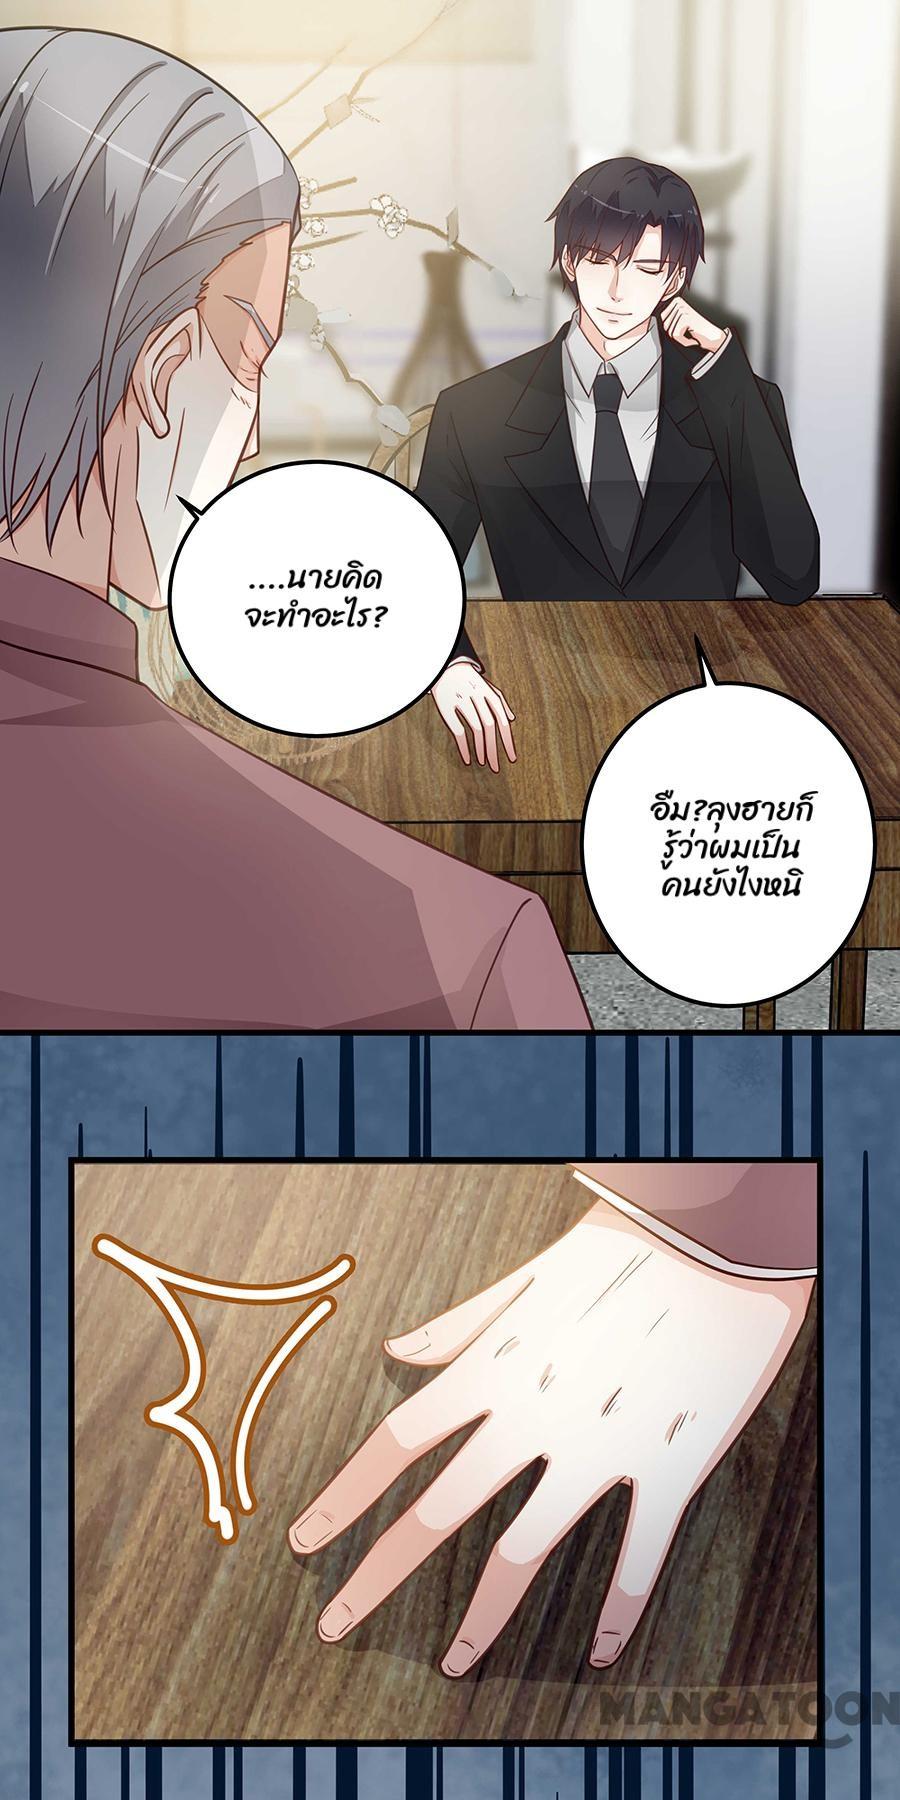 ....นายคิด
จะทำอะไร?
อืม?ลุงฮายก็
รู้ว่าผมเป็น
คนยังไงหนิ
MANGATOON